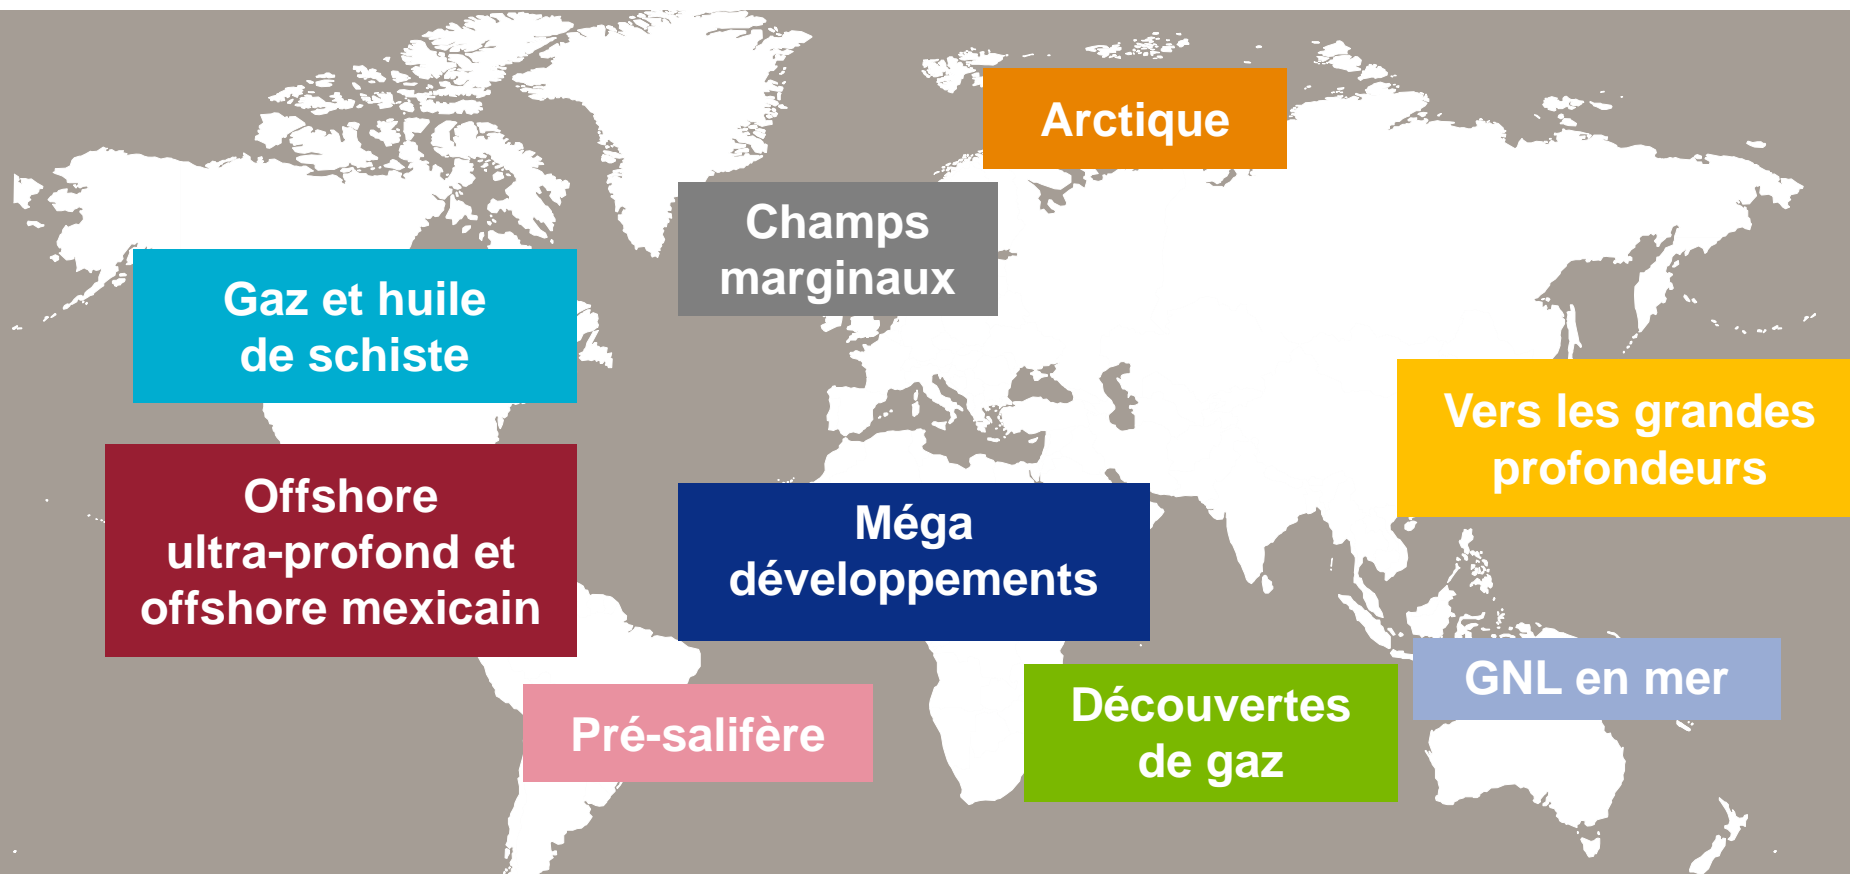 Arctique
Champs
marginaux
Gaz et huile
de schiste
Vers les grandes
profondeurs
Offshore
ultra-profond et
offshore mexicain
Méga
développements
GNL en mer
Découvertes
de gaz
Pré-salifère